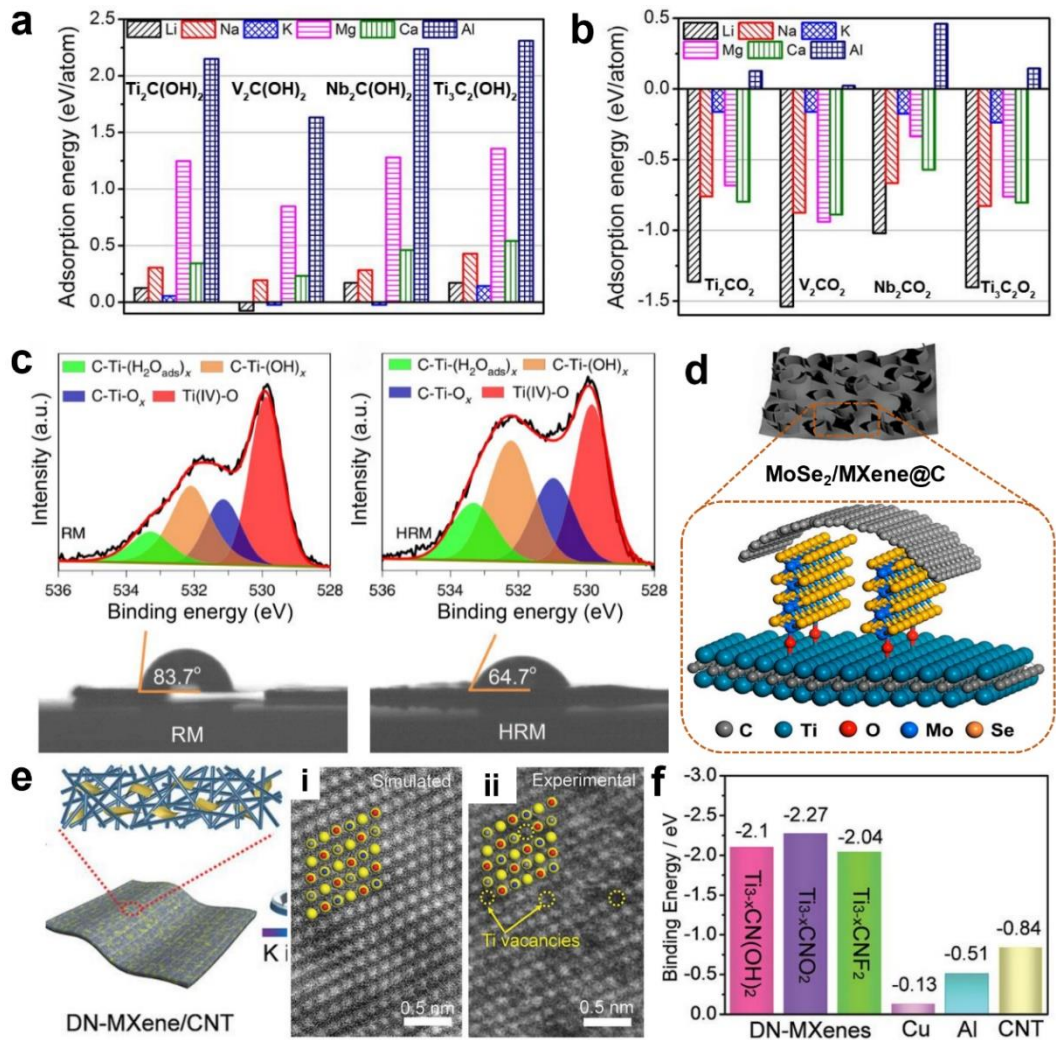 a
Li Na K Mg Ca Al
Ti₂C(OH)₂ V₂C(OH)₂ Nb₂C(OH)₂ Ti₃C₂(OH)₂
Adsorption energy (eV/atom)
2.5
2.0
1.5
1.0
0.5
0.0
b
Li Na K
Mg Ca Al
Adsorption energy (eV/atom)
0.5
0.0
-0.5
-1.0
-1.5
Ti₂CO₂ V₂CO₂ Nb₂CO₂ Ti₃C₂O₂
c
C-Ti-(H₂O_ads)ₓ C-Ti-(OH)ₓ
C-Ti-Oₓ Ti(IV)-O
Intensity (a.u.)
RM
536 534 532 530 528
Binding energy (eV)
C-Ti-(H₂O_ads)ₓ C-Ti-(OH)ₓ
C-Ti-Oₓ Ti(IV)-O
Intensity (a.u.)
HRM
536 534 532 530 528
Binding energy (eV)
83.7°
RM
64.7°
HRM
d
MoSe₂/MXene@C
C Ti O Mo Se
e
K i
DN-MXene/CNT
i
Simulated
0.5 nm
ii
Experimental
Ti vacancies
0.5 nm
f
Binding Energy / eV
-3.0
-2.5
-2.0
-1.5
-1.0
-0.5
0.0
-2.1
-2.27
-2.04
-0.13
-0.51
-0.84
Ti₃₋ₓCN(OH)₂
Ti₃₋ₓCNO₂
Ti₃₋ₓCNF₂
DN-MXenes Cu Al CNT